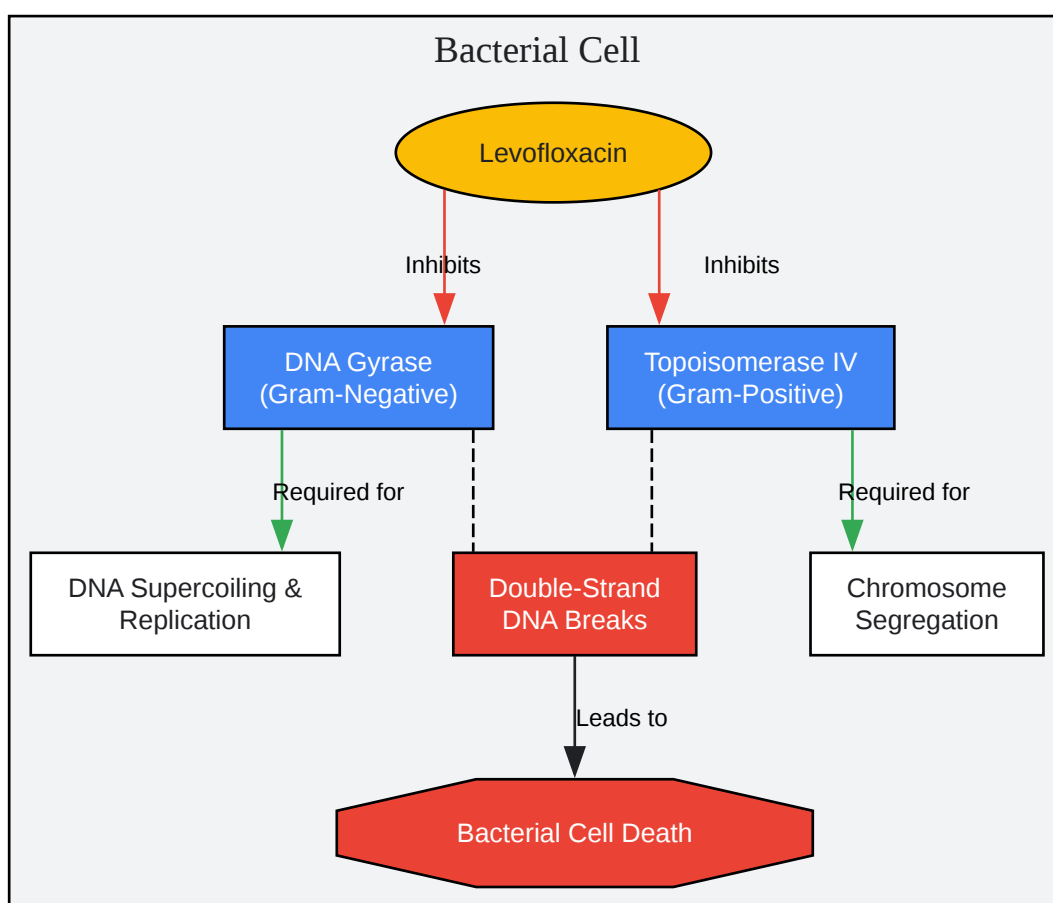 Bacterial Cell
Levofloxacin
Inhibits
Inhibits
DNA Gyrase
(Gram-Negative)
Topoisomerase IV
(Gram-Positive)
Required for
Required for
DNA Supercoiling &
Replication
Double-Strand
DNA Breaks
Chromosome
Segregation
Leads to
Bacterial Cell Death